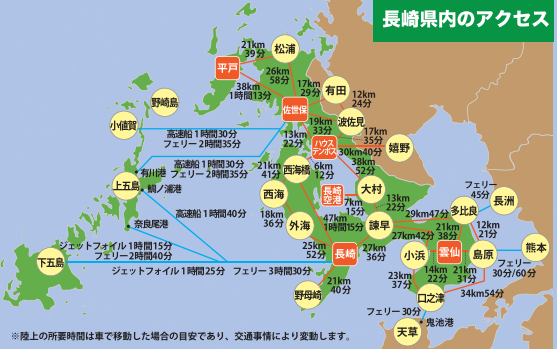 長崎県内のアクセス
松浦
21km
39分
平戸
26km
58分
38km
1時間13分
17km
29分
有田
12km
24分
佐世保
波佐見
野崎島
小値賀
高速船1時間30分
フェリー2時間35分
19km
33分
17km
35分
嬉野
13km
22分
ハウス
テンボス
30km40分
38km
52分
高速船1時間30分
フェリー2時間35分
有川港
上五島
鯛ノ浦港
21km
41分
西海橋
6km
12分
長崎
空港
大村
13km
22分
フェリー
45分
長洲
多比良
高速船1時間40分
奈良尾港
西海
18km
36分
外海
47km
1時間15分
7km
15分
諫早
29km47分
12km
21分
27km42分
21km
38分
ジェットフォイル1時間15分
フェリー2時間40分
下五島
ジェットフォイル1時間25分
フェリー3時間30分
25km
52分
長崎
27km
36分
小浜
雲仙
島原
熊本
フェリー
30分/60分
23km
37分
14km
22分
21km
31分
野母崎
21km
40分
口之津
34km54分
フェリー30分
鬼池港
天草
※陸上の所要時間は車で移動した場合の目安であり、交通事情により変動します。